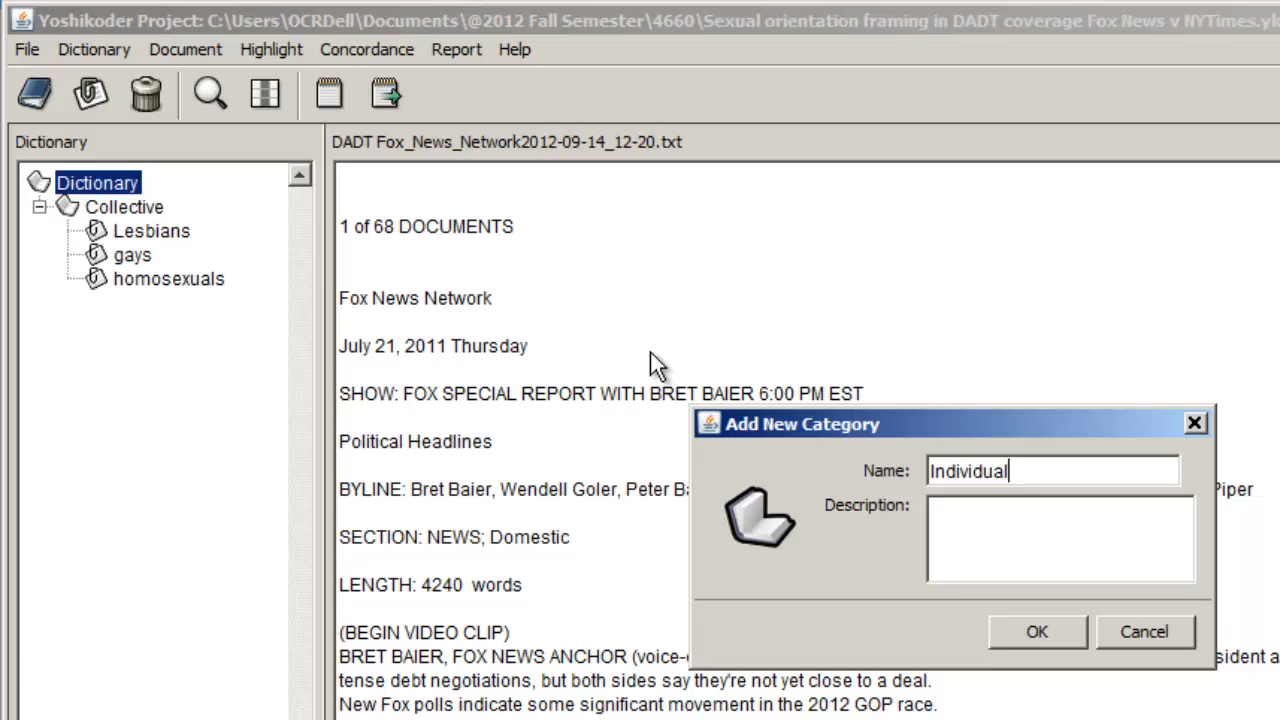 Yoshikoder Project: C:\Users\OCRDell\Documents\@2012 Fall Semester\4660\Sexual orientation framing in DADT coverage Fox News v NYTimes.yk
File Dictionary Document Highlight Concordance Report Help
Dictionary
DADT Fox_News_Network2012-09-14_12-20.txt
Dictionary
Collective
Lesbians
gays
homosexuals
1 of 68 DOCUMENTS
Fox News Network
July 21, 2011 Thursday
SHOW: FOX SPECIAL REPORT WITH BRET BAIER 6:00 PM EST
Political Headlines
BYLINE: Bret Baier, Wendell Goler, Peter Ba Piper
SECTION: NEWS; Domestic
LENGTH: 4240 words
(BEGIN VIDEO CLIP)
BRET BAIER, FOX NEWS ANCHOR (voice- sident a
tense debt negotiations, but both sides say they're not yet close to a deal.
New Fox polls indicate some significant movement in the 2012 GOP race.
Add New Category
Name: Individual
Description:
OK Cancel